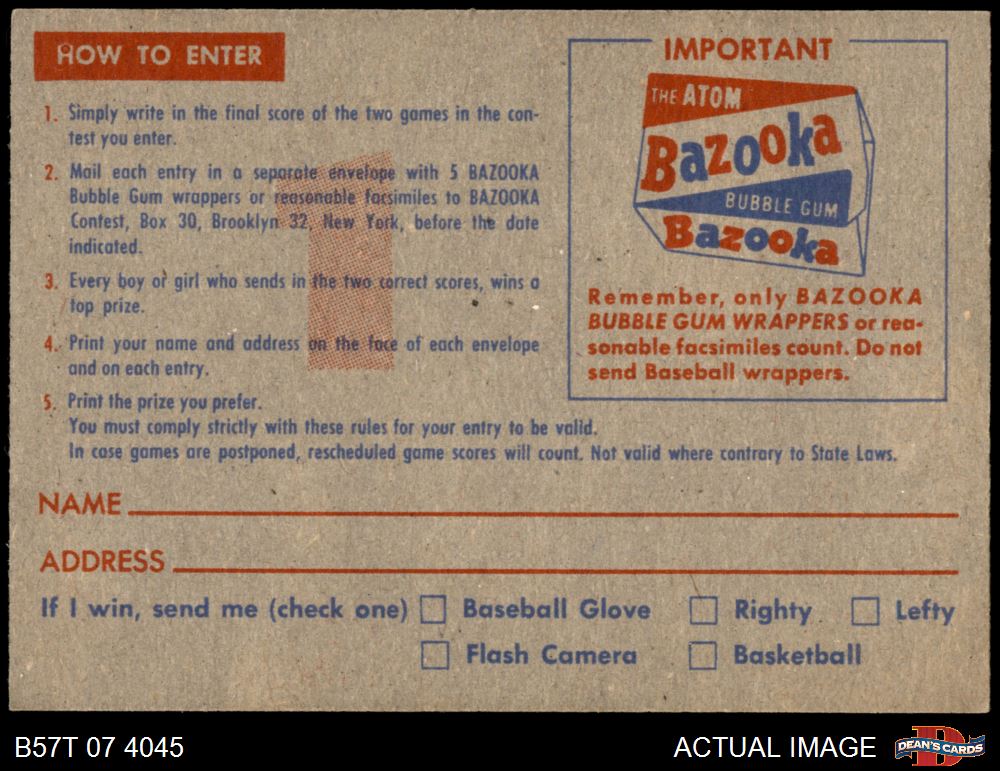 HOW TO ENTER
1. Simply write in the final score of the two games in the con-
test you enter.
2. Mail each entry in a separate envelope with 5 BAZOOKA
Bubble Gum wrappers or reasonable facsimiles to BAZOOKA
Contest, Box 30, Brooklyn 32, New York, before the date
indicated.
3. Every boy or girl who sends in the two correct scores, wins a
top prize.
4. Print your name and address on the face of each envelope
and on each entry.
5. Print the prize you prefer.
You must comply strictly with these rules for your entry to be valid.
In case games are postponed, rescheduled game scores will count. Not valid where contrary to State Laws.
1
IMPORTANT
THE ATOM
Bazooka
BUBBLE GUM
Bazooka
Remember, only BAZOOKA
BUBBLE GUM WRAPPERS or rea-
sonable facsimiles count. Do not
send Baseball wrappers.
NAME
ADDRESS
If I win, send me (check one) Baseball Glove Righty Lefty
Flash Camera Basketball
B57T 07 4045
ACTUAL IMAGE
D
DEAN'S CARDS